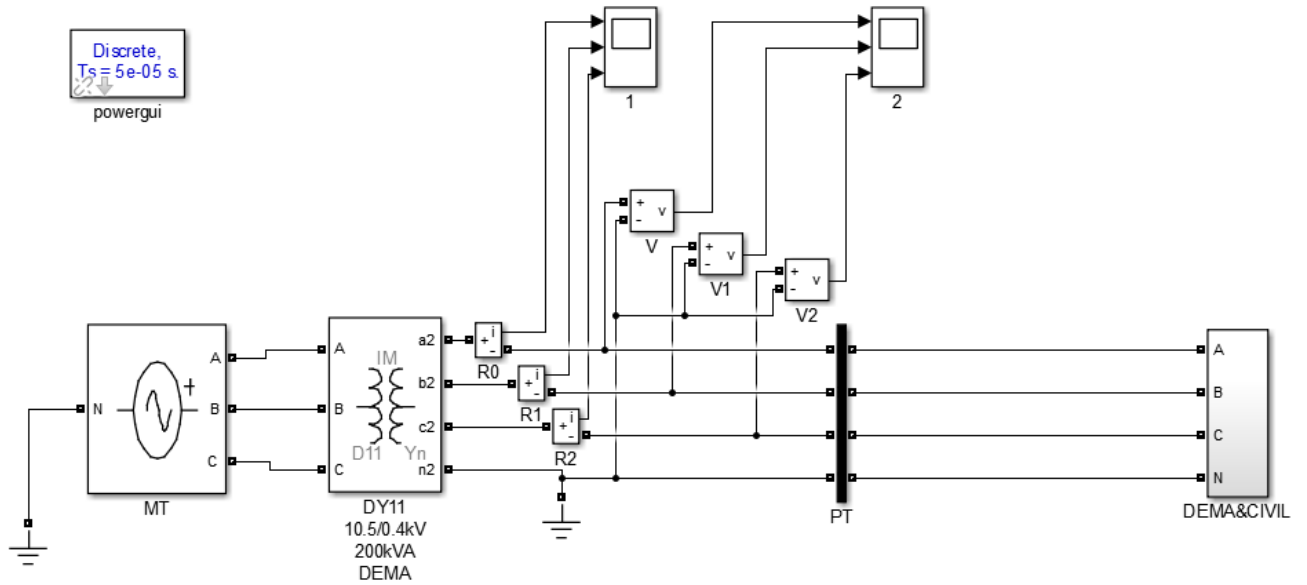 Discrete,
Ts = 5e-05 s.
powergui
1
2
+
-
v
V
+
-
v
V1
+
-
v
V2
N
+
A
B
C
MT
A
B
C
IM
D11
Yn
a2
b2
c2
n2
DY11
10.5/0.4kV
200kVA
DEMA
i
+
-
R0
i
+
-
R1
i
+
-
R2
PT
A
B
C
N
DEMA&CIVIL